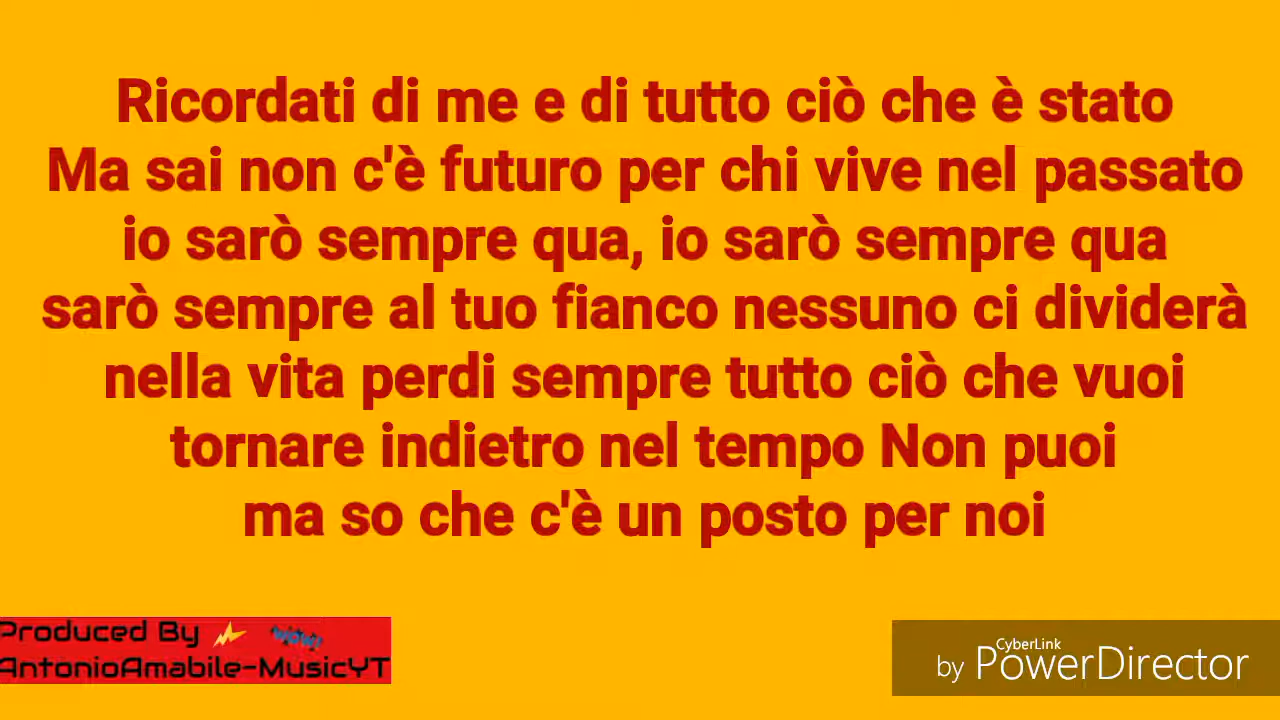 Ricordati di me e di tutto ciò che è stato
Ma sai non c'è futuro per chi vive nel passato
io sarò sempre qua, io sarò sempre qua
sarò sempre al tuo fianco nessuno ci dividerà
nella vita perdi sempre tutto ciò che vuoi
tornare indietro nel tempo Non puoi
ma so che c'è un posto per noi
Produced By WOW!
AntonioAmabile-MusicYT
CyberLink
by PowerDirector